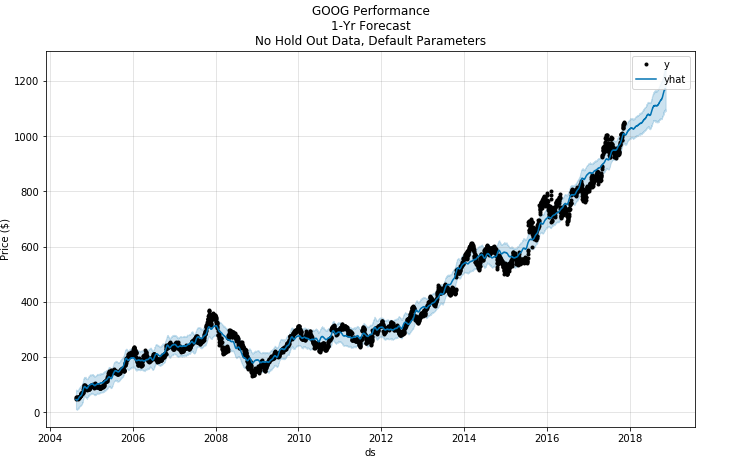 GOOG Performance
1-Yr Forecast
No Hold Out Data, Default Parameters
y
yhat
1200
1000
800
600
400
200
0
Price ($)
2004 2006 2008 2010 2012 2014 2016 2018
ds